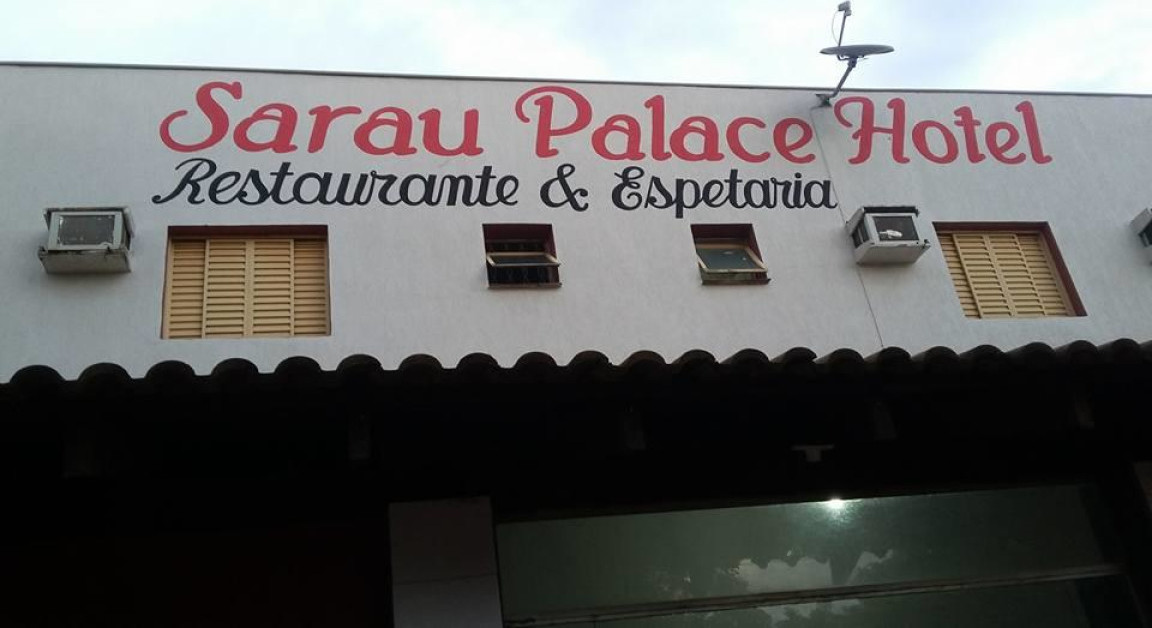 Sarau Palace Hotel
Restaurante & Espetaria